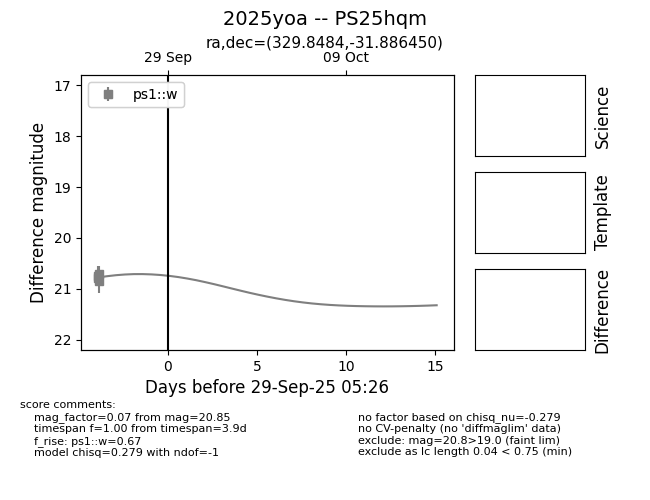 2025yoa -- PS25hqm
ra,dec=(329.8484,-31.886450)
29 Sep
09 Oct
17
18
19
20
21
22
Difference magnitude
ps1::w
0
5
10
15
Days before 29-Sep-25 05:26
Science
Template
Difference
score comments:
mag_factor=0.07 from mag=20.85
timespan f=1.00 from timespan=3.9d
f_rise: ps1::w=0.67
model chisq=0.279 with ndof=-1
no factor based on chisq_nu=-0.279
no CV-penalty (no 'diffmaglim' data)
exclude: mag=20.8>19.0 (faint lim)
exclude as lc length 0.04 < 0.75 (min)